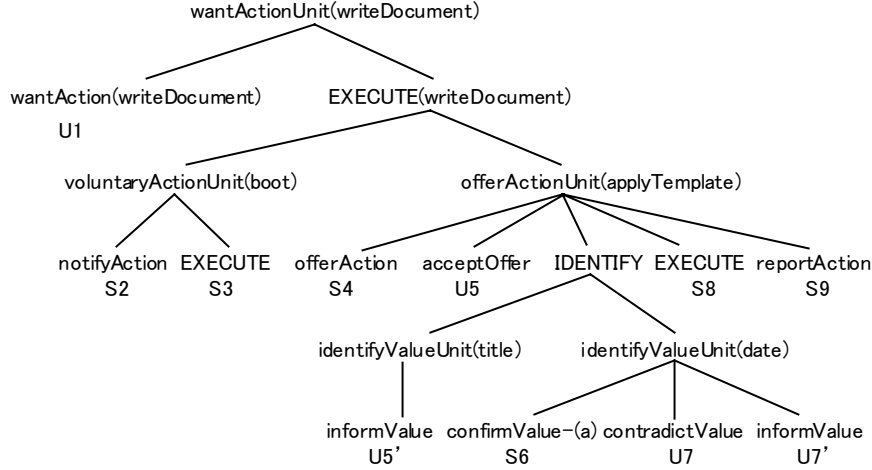 wantActionUnit(writeDocument)
wantAction(writeDocument) EXECUTE(writeDocument)
U1
voluntaryActionUnit(boot) offerActionUnit(applyTemplate)
notifyAction EXECUTE offerAction acceptOffer IDENTIFY EXECUTE reportAction
S2 S3 S4 U5 S8 S9
identifyValueUnit(title) identifyValueUnit(date)
informValue confirmValue-(a) contradictValue informValue
U5’ S6 U7 U7’